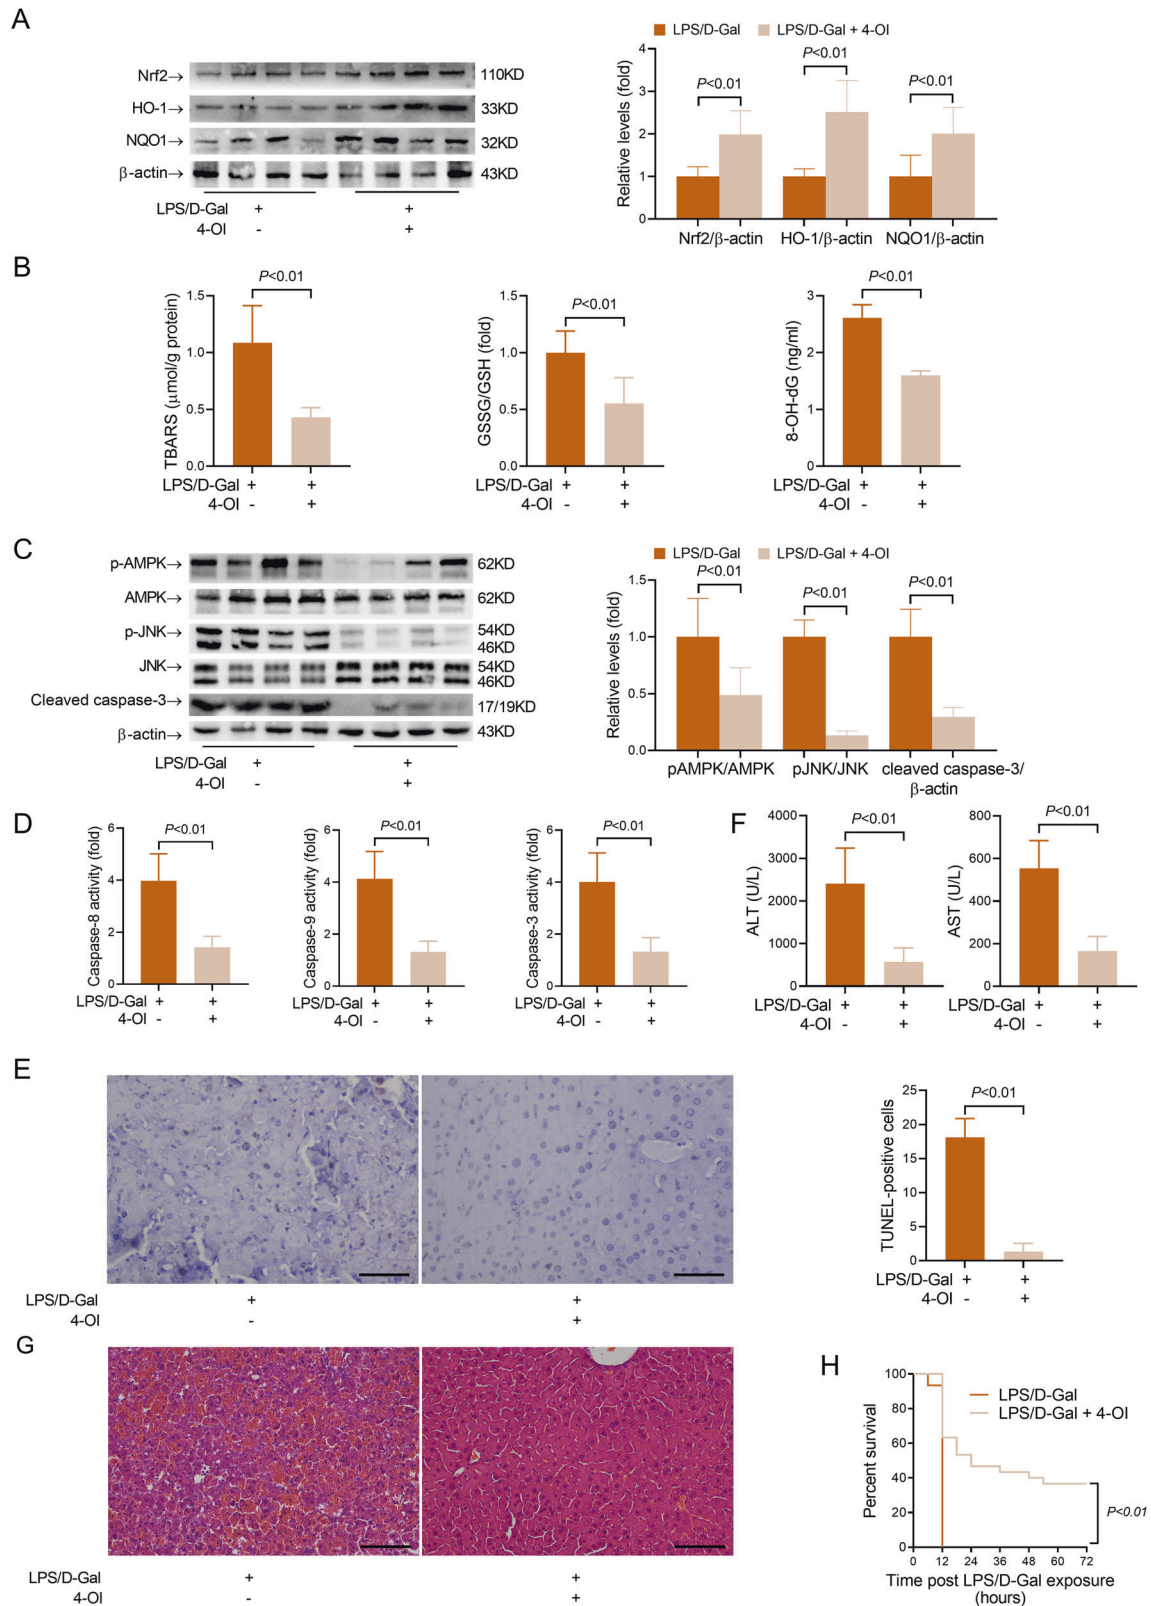 A
LPS/D-Gal LPS/D-Gal + 4-OI
Nrf2→ 110KD
HO-1→ 33KD
NQO1→ 32KD
β-actin→ 43KD
LPS/D-Gal + +
4-OI - +
Relative levels (fold)
4
3
2
1
0
P<0.01
P<0.01
P<0.01
Nrf2/β-actin HO-1/β-actin NQO1/β-actin
B
TBARS (μmol/g protein)
1.5
1.0
0.5
0.0
P<0.01
LPS/D-Gal + +
4-OI - +
GSSG/GSH (fold)
1.5
1.0
0.5
0.0
P<0.01
LPS/D-Gal + +
4-OI - +
8-OH-dG (ng/ml)
3
2
1
0
P<0.01
LPS/D-Gal + +
4-OI - +
C
p-AMPK→ 62KD
AMPK→ 62KD
p-JNK→ 54KD
46KD
JNK→ 54KD
46KD
Cleaved caspase-3→ 17/19KD
β-actin→ 43KD
LPS/D-Gal + +
4-OI - +
LPS/D-Gal LPS/D-Gal + 4-OI
Relative levels (fold)
1.5
1.0
0.5
0.0
P<0.01
P<0.01
P<0.01
pAMPK/AMPK pJNK/JNK cleaved caspase-3/
β-actin
D
Caspase-8 activity (fold)
6
4
2
0
P<0.01
LPS/D-Gal + +
4-OI - +
Caspase-9 activity (fold)
6
4
2
0
P<0.01
LPS/D-Gal + +
4-OI - +
Caspase-3 activity (fold)
6
4
2
0
P<0.01
LPS/D-Gal + +
4-OI - +
F
ALT (U/L)
4000
3000
2000
1000
0
P<0.01
LPS/D-Gal + +
4-OI - +
AST (U/L)
800
600
400
200
0
P<0.01
LPS/D-Gal + +
4-OI - +
E
LPS/D-Gal + +
4-OI - +
TUNEL-positive cells
25
20
15
10
5
0
P<0.01
LPS/D-Gal + +
4-OI - +
G
LPS/D-Gal + +
4-OI - +
H
Percent survival
100
80
60
40
20
0
LPS/D-Gal
LPS/D-Gal + 4-OI
P<0.01
0 12 24 36 48 60 72
Time post LPS/D-Gal exposure
(hours)